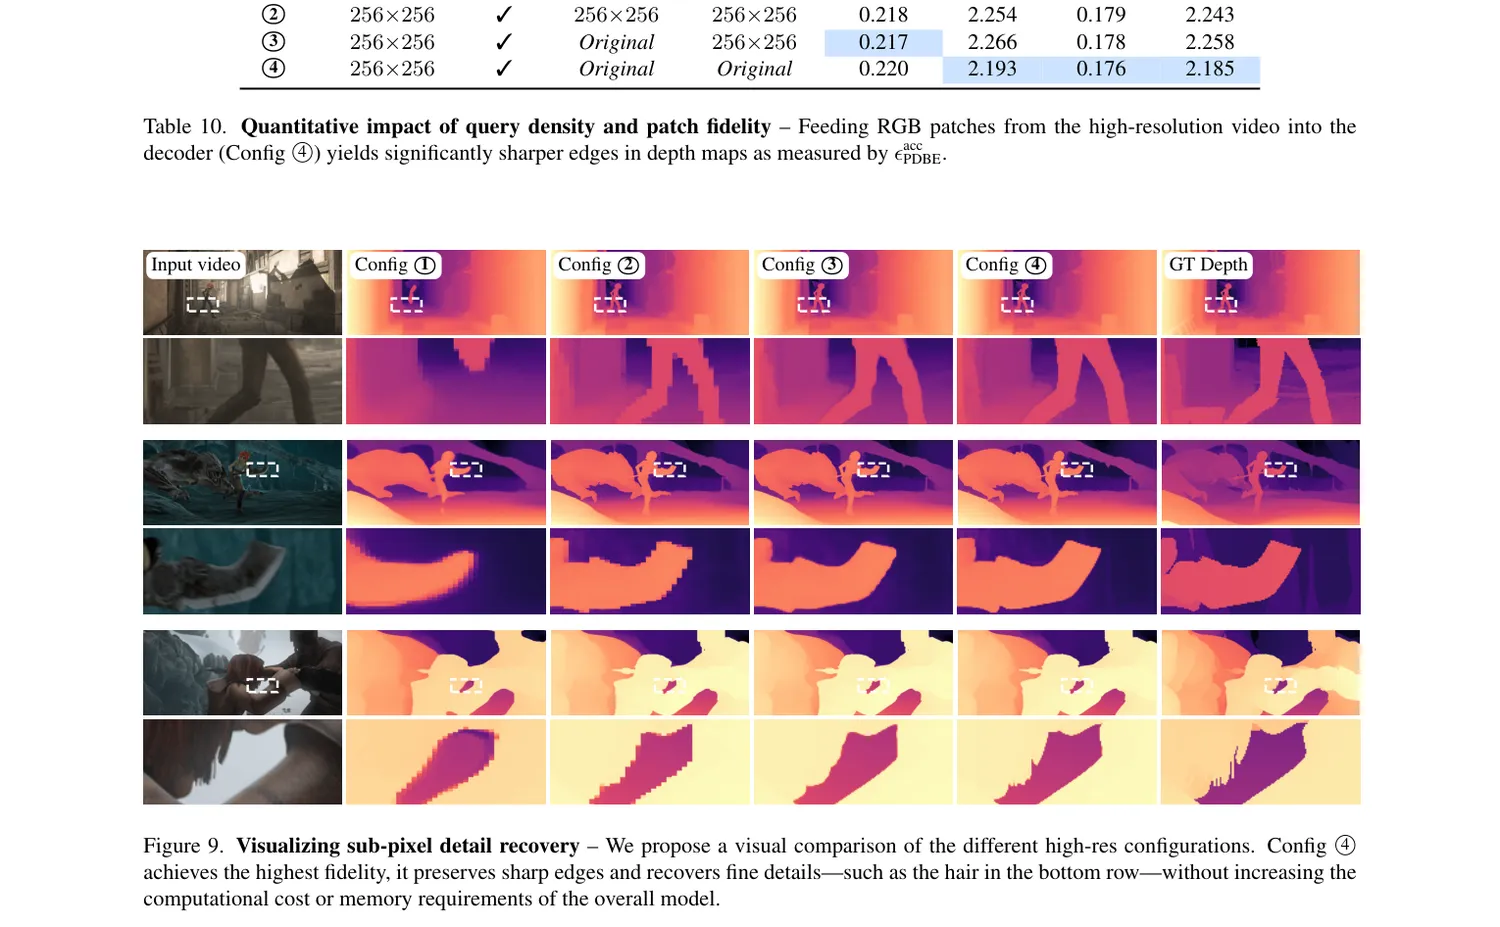 ② 256×256 ✓ 256×256 256×256 0.218 2.254 0.179 2.243
③ 256×256 ✓ Original 256×256 0.217 2.266 0.178 2.258
④ 256×256 ✓ Original Original 0.220 2.193 0.176 2.185
Table 10. Quantitative impact of query density and patch fidelity – Feeding RGB patches from the high-resolution video into the
decoder (Config ④) yields significantly sharper edges in depth maps as measured by ϵ^acc_PDBE.
Input video Config ① Config ② Config ③ Config ④ GT Depth
Figure 9. Visualizing sub-pixel detail recovery – We propose a visual comparison of the different high-res configurations. Config ④
achieves the highest fidelity, it preserves sharp edges and recovers fine details—such as the hair in the bottom row—without increasing the
computational cost or memory requirements of the overall model.